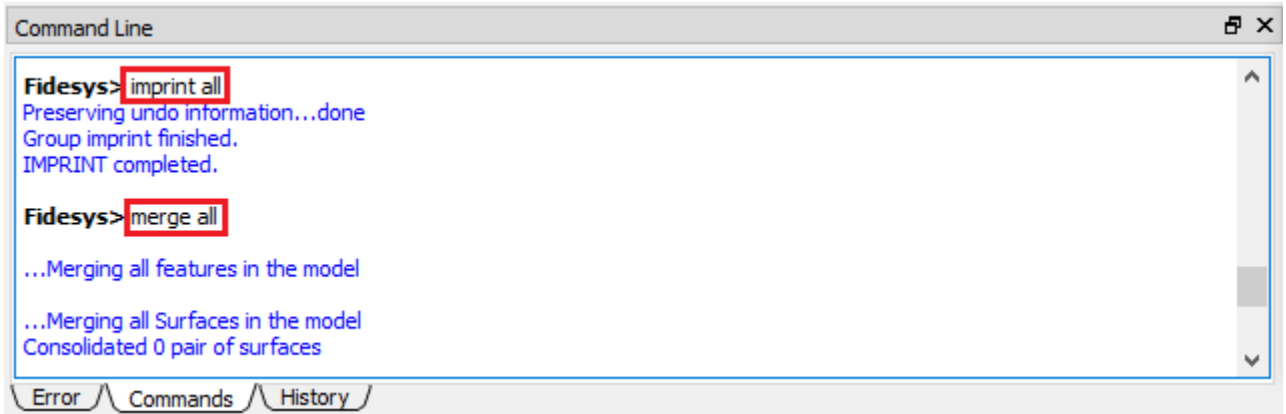 Command Line
Fidesys> imprint all
Preserving undo information...done
Group imprint finished.
IMPRINT completed.
Fidesys> merge all
...Merging all features in the model
...Merging all Surfaces in the model
Consolidated 0 pair of surfaces
Error Commands History